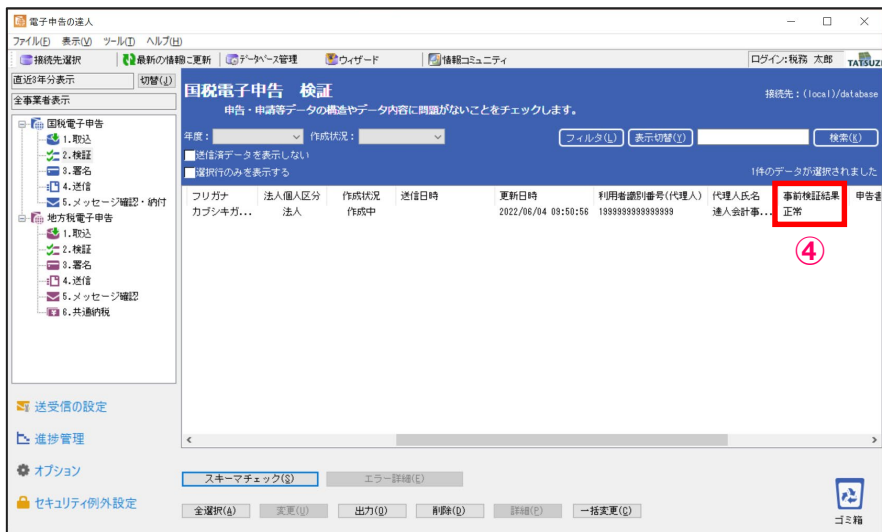 電子申告の達人
ファイル(F) 表示(V) ツール(T) ヘルプ(H)
接続先選択 最新の情報に更新 データベース管理 ウィザード 情報コミュニティ ログイン:税務 太郎 TATSUZI
直近3年分表示 切替(J)
全事業者表示
国税電子申告
1.取込
2.検証
3.署名
4.送信
5.メッセージ確認・納付
地方税電子申告
1.取込
2.検証
3.署名
4.送信
5.メッセージ確認
6.共通納税
送受信の設定
進捗管理
オプション
セキュリティ例外設定
国税電子申告 検証
接続先：(local)/database
申告・申請等データの構造やデータ内容に問題がないことをチェックします。
年度： 作成状況： フィルタ(L) 表示切替(Y) 検索(K)
送信済データを表示しない
選択行のみを表示する 1件のデータが選択されました
フリガナ 法人個人区分 作成状況 送信日時 更新日時 利用者識別番号(代理人) 代理人氏名 事前検証結果 申告書
カブシキガ... 法人 作成中 2022/06/04 09:50:56 1999999999999999 達人会計事... 正常
④
スキーマチェック(S) エラー詳細(E)
全選択(A) 変更(U) 出力(O) 削除(D) 詳細(P) 一括変更(C)
ゴミ箱